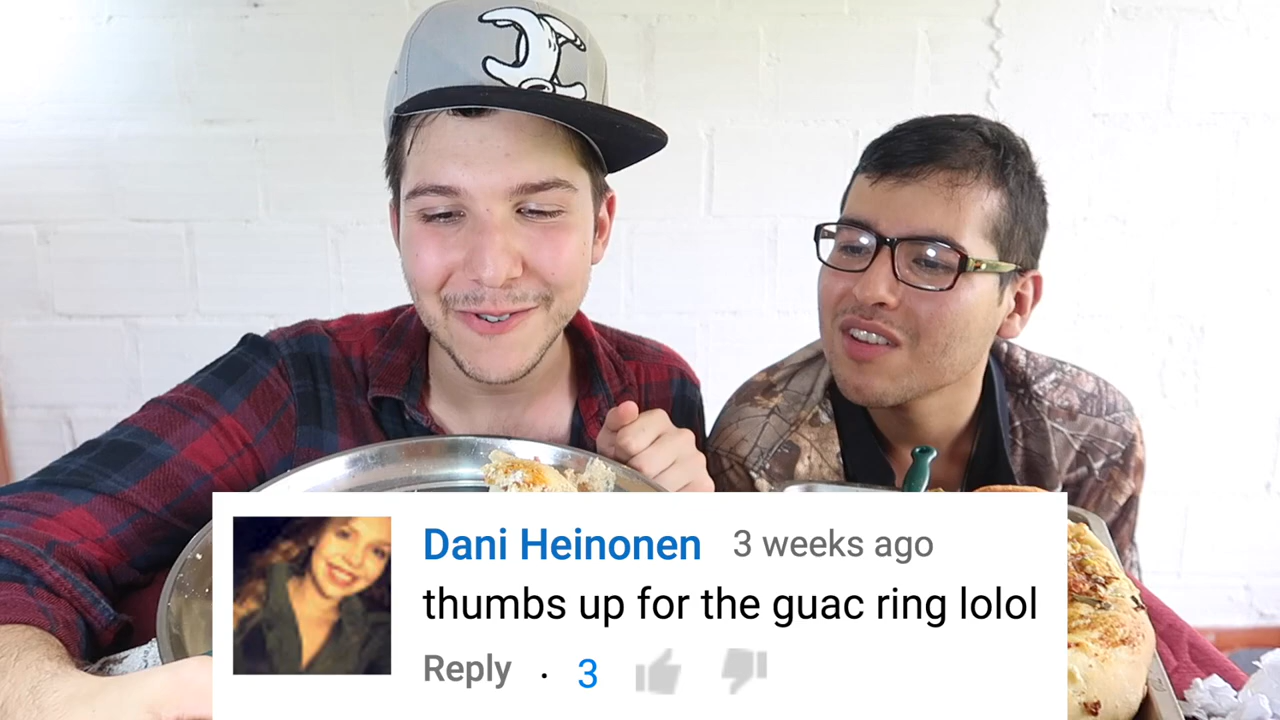 Dani Heinonen 3 weeks ago
thumbs up for the guac ring lolol
Reply · 3